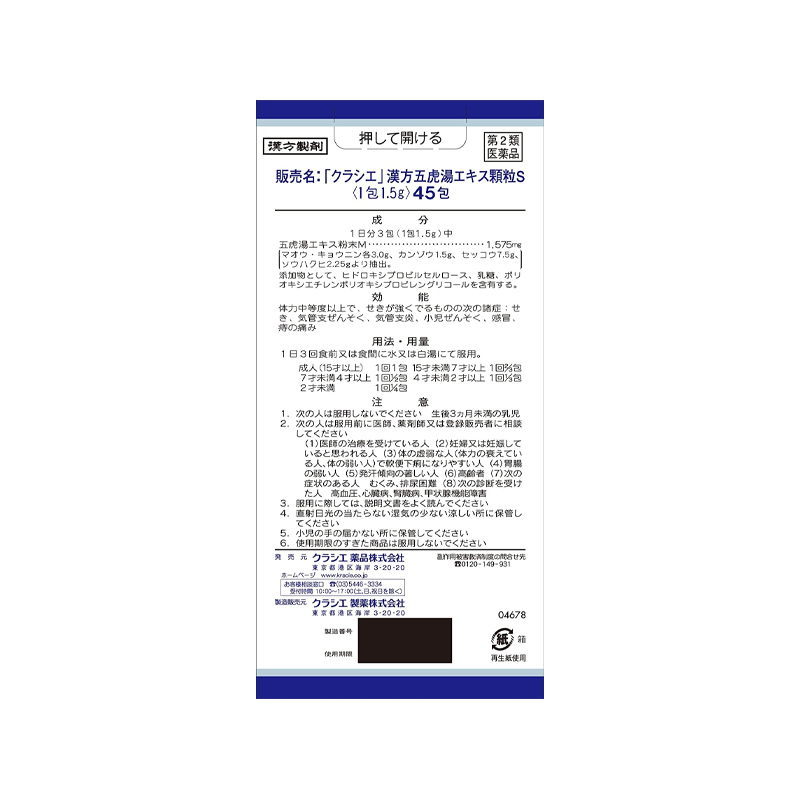 押して開ける
漢方製剤
第2類
医薬品
販売名:「クラシエ」漢方五虎湯エキス顆粒S
〈1包1.5g〉45包
成分
1日分3包(1包1.5g)中
五虎湯エキス粉末M…………………………1,575mg
マオウ・キョウニン各3.0g、カンゾウ1.5g、セッコウ7.5g、
ソウハクヒ2.25gより抽出。
添加物として、ヒドロキシプロピルセルロース、乳糖、ポリ
オキシエチレンポリオキシプロピレングリコールを含有する。
効能
体力中等度以上で、せきが強くでるものの次の諸症:せ
き、気管支ぜんそく、気管支炎、小児ぜんそく、感冒、
痔の痛み
用法・用量
1日3回食前又は食間に水又は白湯にて服用。
成人(15才以上) 1回1包 15才未満7才以上 1回⅔包
7才未満4才以上 1回½包 4才未満2才以上 1回⅓包
2才未満 1回¼包
注意
1. 次の人は服用しないでください 生後3ヵ月未満の乳児
2. 次の人は服用前に医師、薬剤師又は登録販売者に相談
してください
(1)医師の治療を受けている人 (2)妊婦又は妊娠して
いると思われる人 (3)体の虚弱な人(体力の衰えてい
る人、体の弱い人)で軟便下痢になりやすい人 (4)胃腸
の弱い人 (5)発汗傾向の著しい人 (6)高齢者 (7)次の
症状のある人 むくみ、排尿困難 (8)次の診断を受け
た人 高血圧、心臓病、腎臓病、甲状腺機能障害
3. 服用に際しては、説明文書をよく読んでください
4. 直射日光の当たらない湿気の少ない涼しい所に保管し
てください
5. 小児の手の届かない所に保管してください
6. 使用期限のすぎた商品は服用しないでください
発売元 クラシエ薬品株式会社
東京都港区海岸3-20-20
ホームページ www.kracie.co.jp
お客様相談窓口 ☎(03)5446-3334
受付時間 10:00~17:00(土、日、祝日を除く)
副作用被害救済制度の問合せ先
☎0120-149-931
製造販売元 クラシエ製薬株式会社
東京都港区海岸3-20-20
04678
製造番号
使用期限
紙 箱
再生紙使用